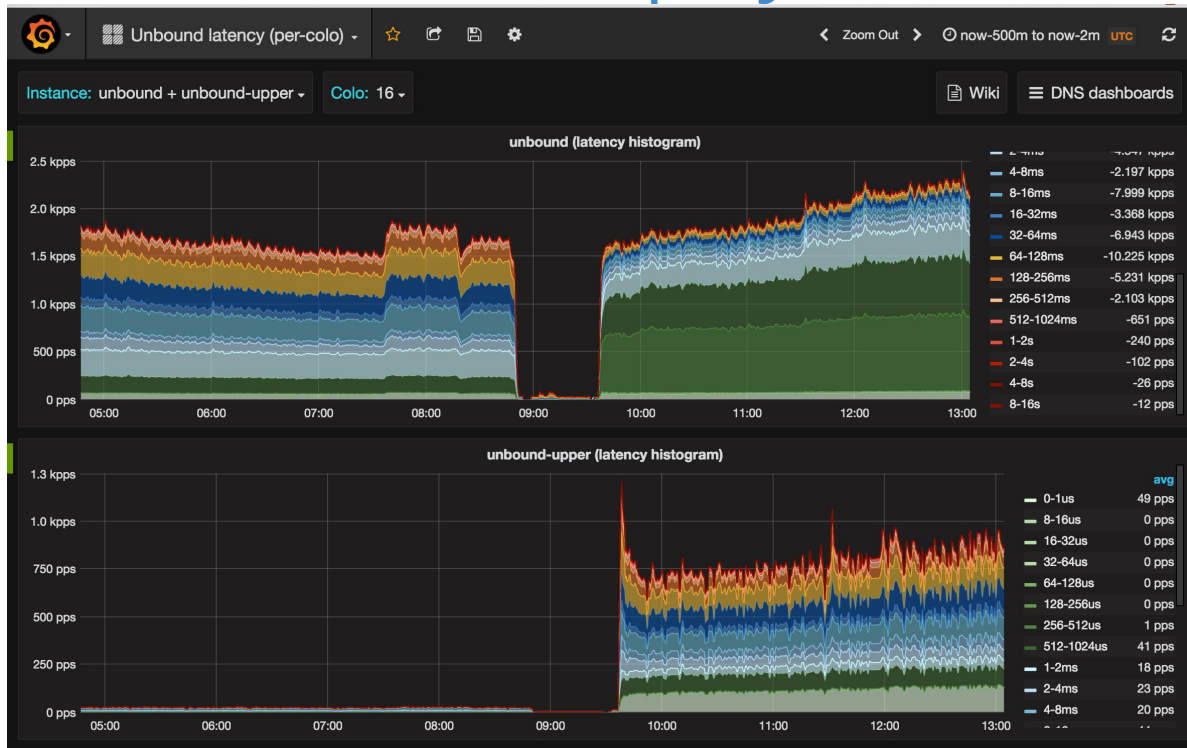 Unbound latency (per-colo)
Zoom Out
now-500m to now-2m UTC
Instance: unbound + unbound-upper
Colo: 16
Wiki
DNS dashboards
unbound (latency histogram)
2.5 kpps
2.0 kpps
1.5 kpps
1.0 kpps
500 pps
0 pps
05:00 06:00 07:00 08:00 09:00 10:00 11:00 12:00 13:00
2-4ms
4-8ms -2.197 kpps
8-16ms -7.999 kpps
16-32ms -3.368 kpps
32-64ms -6.943 kpps
64-128ms -10.225 kpps
128-256ms -5.231 kpps
256-512ms -2.103 kpps
512-1024ms -651 pps
1-2s -240 pps
2-4s -102 pps
4-8s -26 pps
8-16s -12 pps
unbound-upper (latency histogram)
1.3 kpps
1.0 kpps
750 pps
500 pps
250 pps
0 pps
05:00 06:00 07:00 08:00 09:00 10:00 11:00 12:00 13:00
avg
0-1us 49 pps
8-16us 0 pps
16-32us 0 pps
32-64us 0 pps
64-128us 0 pps
128-256us 0 pps
256-512us 1 pps
512-1024us 41 pps
1-2ms 18 pps
2-4ms 23 pps
4-8ms 20 pps